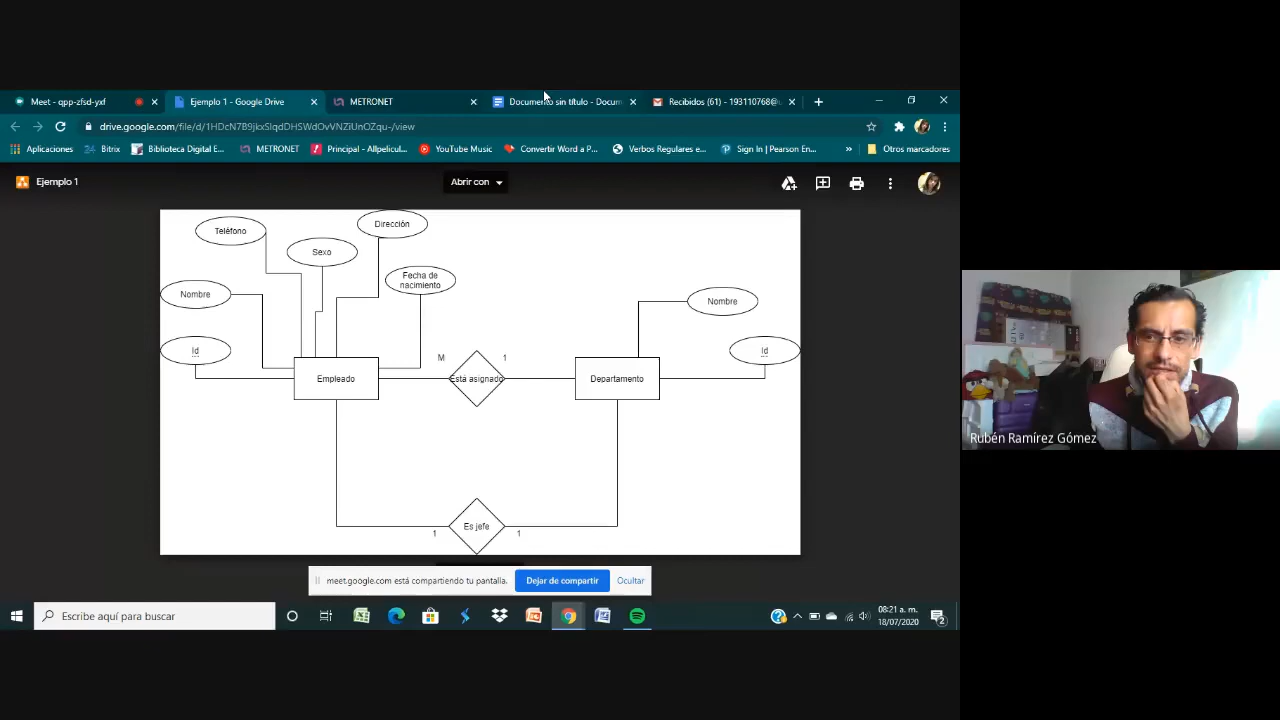 Meet - qpp-zfsd-yxf
Ejemplo 1 - Google Drive
METRONET
Documento sin título - Docum
Recibidos (61) - 193110768@
drive.google.com/file/d/1HDcN7B9jkxSIqdDHSWdOvVNZiUnOZqu-/view
Aplicaciones
Bitrix
Biblioteca Digital E...
METRONET
Principal - Allpelicul...
YouTube Music
Convertir Word a P...
Verbos Regulares e...
Sign In | Pearson En...
»
Otros marcadores
Ejemplo 1
Abrir con
Teléfono
Dirección
Sexo
Fecha de
nacimiento
Nombre
Nombre
Id
Id
M
1
Empleado
Está asignado
Departamento
Es jefe
1
1
Rubén Ramírez Gómez
meet.google.com está compartiendo tu pantalla.
Dejar de compartir
Ocultar
Escribe aquí para buscar
08:21 a. m.
18/07/2020
2